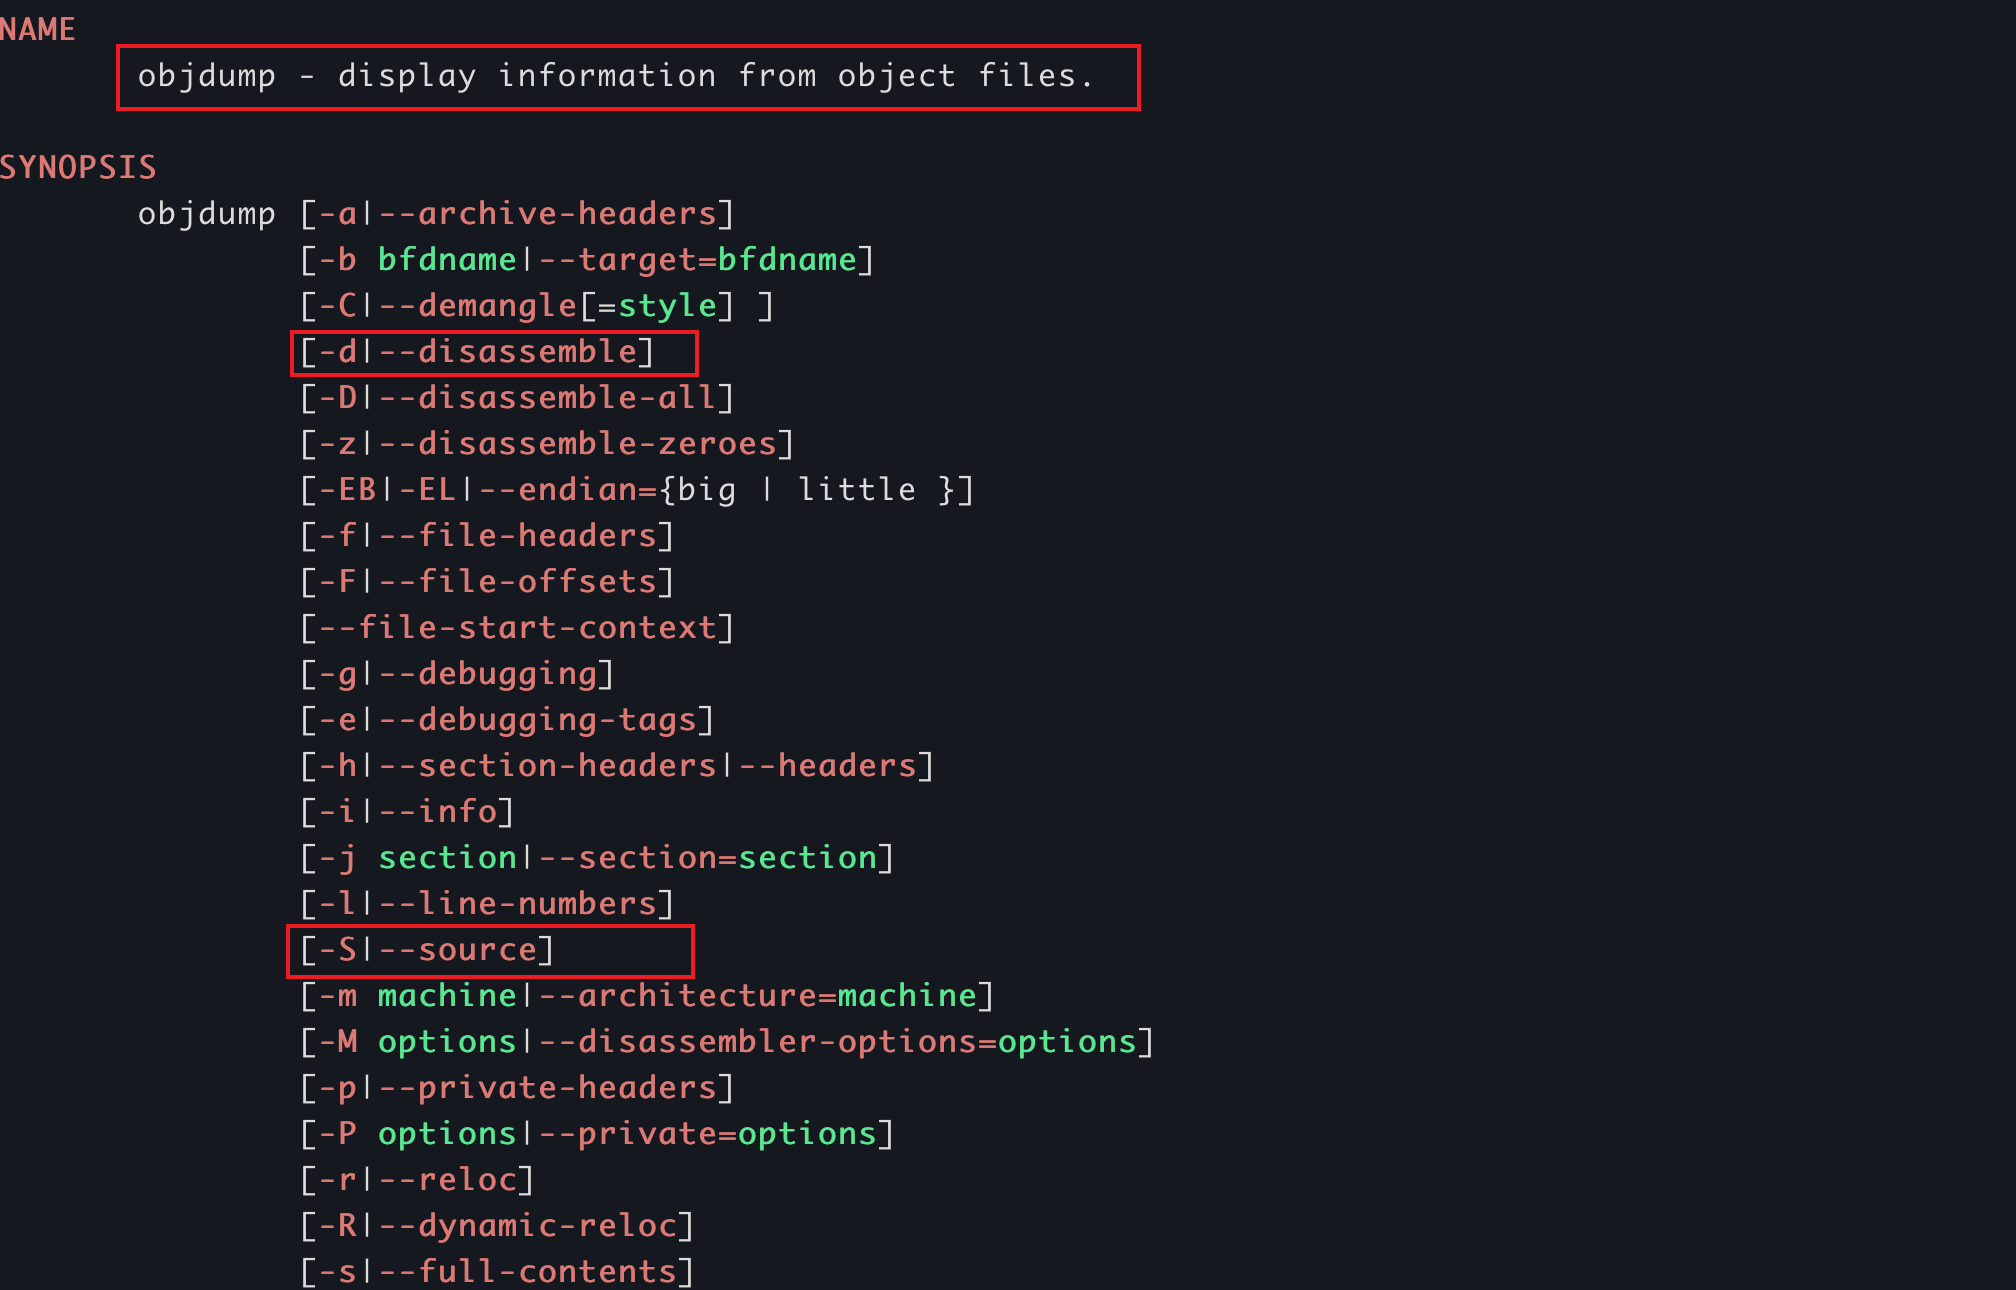 NAME
objdump - display information from object files.
SYNOPSIS
objdump [-a|--archive-headers]
[-b bfdname|--target=bfdname]
[-C|--demangle[=style] ]
[-d|--disassemble]
[-D|--disassemble-all]
[-z|--disassemble-zeroes]
[-EB|-EL|--endian={big | little }]
[-f|--file-headers]
[-F|--file-offsets]
[--file-start-context]
[-g|--debugging]
[-e|--debugging-tags]
[-h|--section-headers|--headers]
[-i|--info]
[-j section|--section=section]
[-l|--line-numbers]
[-S|--source]
[-m machine|--architecture=machine]
[-M options|--disassembler-options=options]
[-p|--private-headers]
[-P options|--private=options]
[-r|--reloc]
[-R|--dynamic-reloc]
[-s|--full-contents]